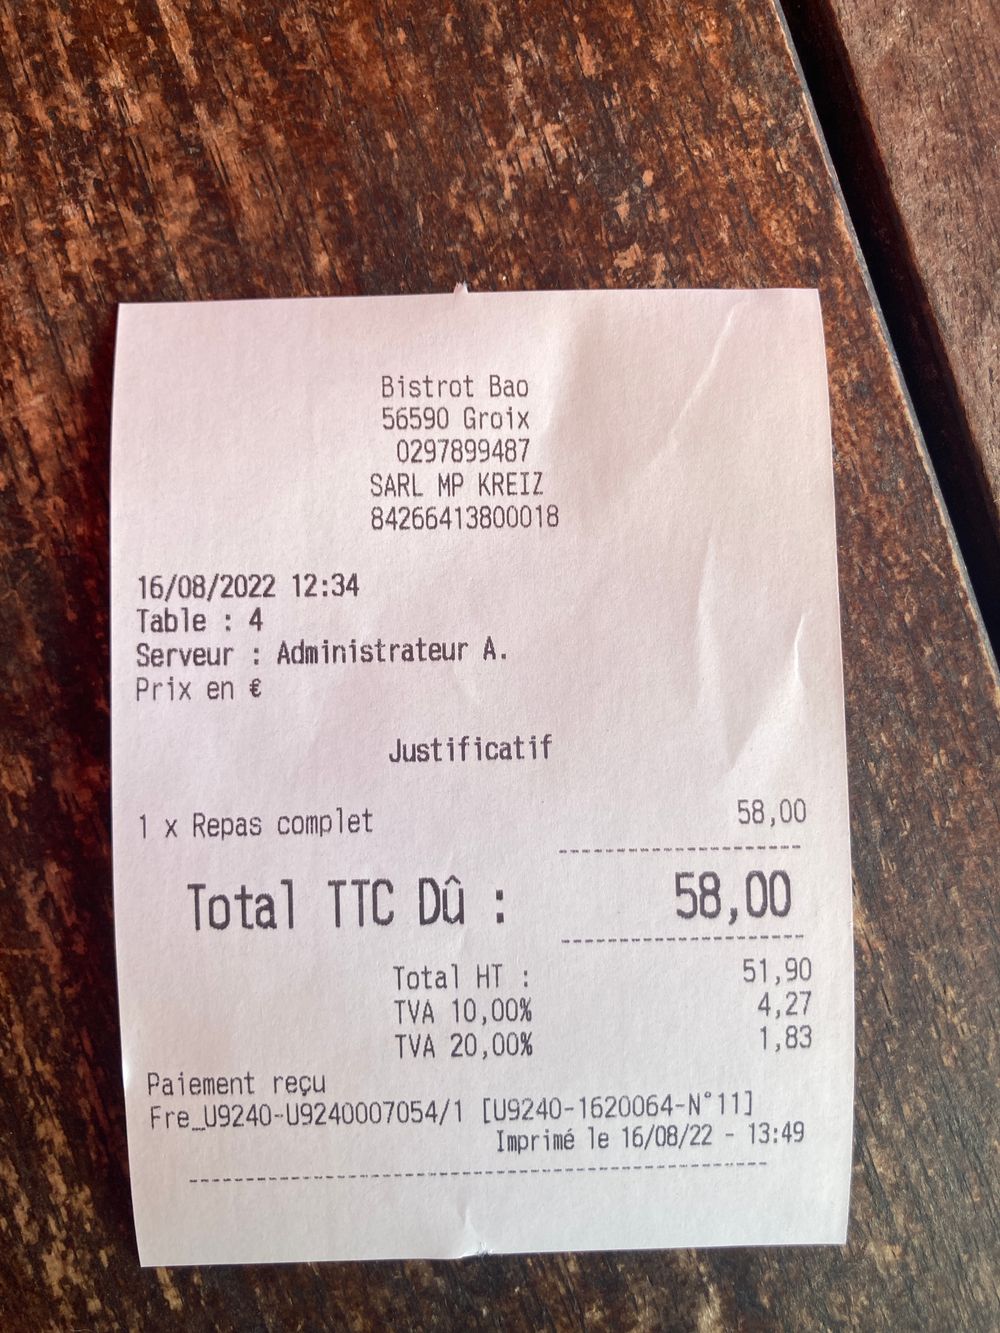 Bistrot Bao
56590 Groix
0297899487
SARL MP KREIZ
84266413800018
16/08/2022 12:34
Table : 4
Serveur : Administrateur A.
Prix en €
Justificatif
1 x Repas complet 58,00
Total TTC Dû : 58,00
Total HT : 51,90
TVA 10,00% 4,27
TVA 20,00% 1,83
Paiement reçu
Fre_U9240-U9240007054/1 [U9240-1620064-N°11]
Imprimé le 16/08/22 - 13:49